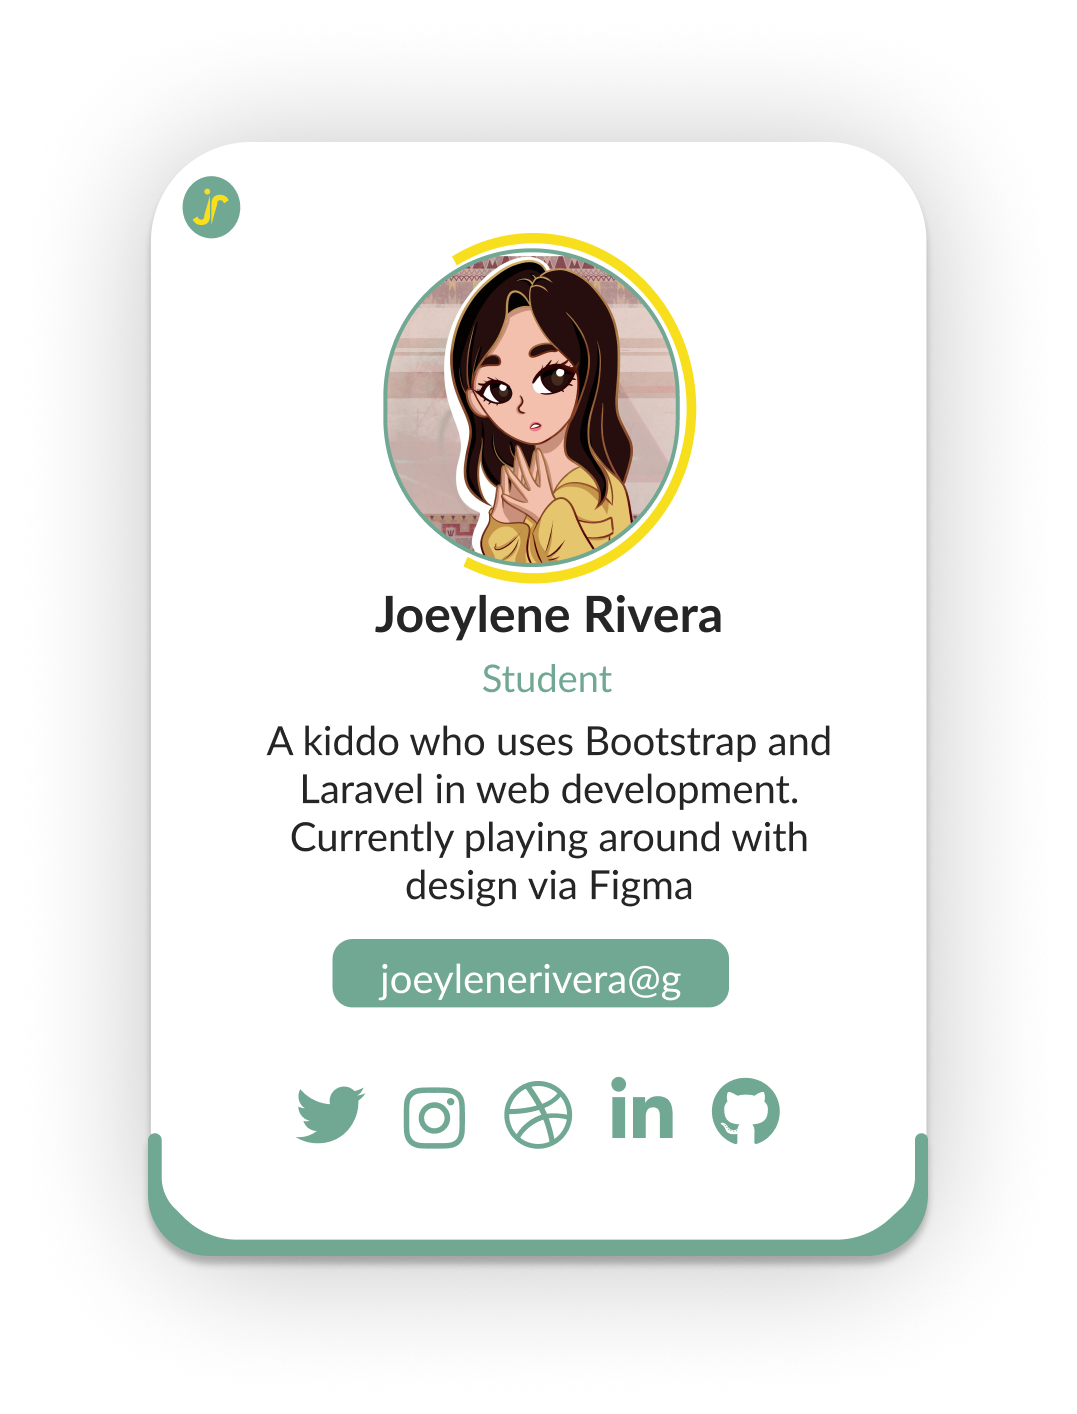 jr
Joeylene Rivera
Student
A kiddo who uses Bootstrap and
Laravel in web development.
Currently playing around with
design via Figma
joeylenerivera@g
in